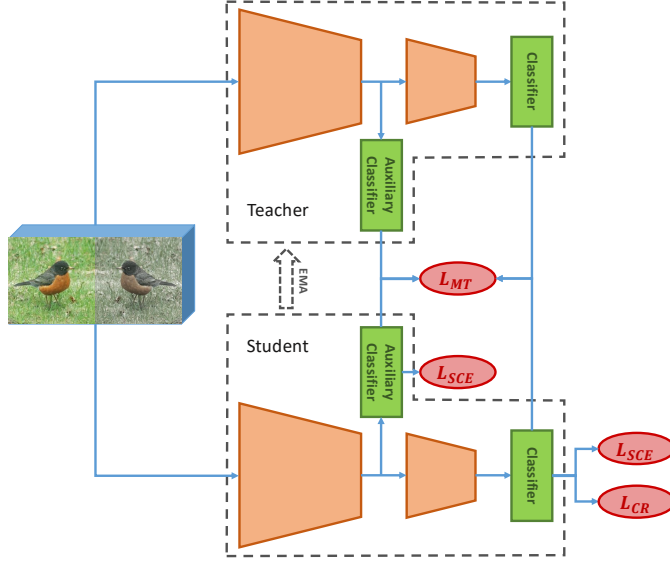 Classifier
Auxiliary
Classifier
Teacher
EMA
L_MT
Student
Auxiliary
Classifier
L_SCE
Classifier
L_SCE
L_CR